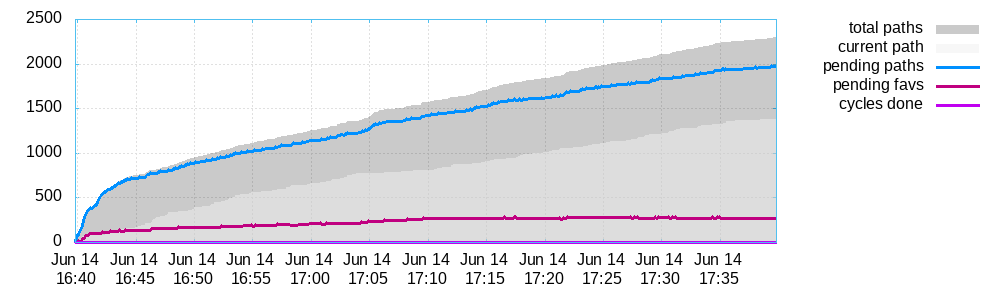 2500
2000
1500
1000
500
0
Jun 14 16:40
Jun 14 16:45
Jun 14 16:50
Jun 14 16:55
Jun 14 17:00
Jun 14 17:05
Jun 14 17:10
Jun 14 17:15
Jun 14 17:20
Jun 14 17:25
Jun 14 17:30
Jun 14 17:35
total paths
current path
pending paths
pending favs
cycles done